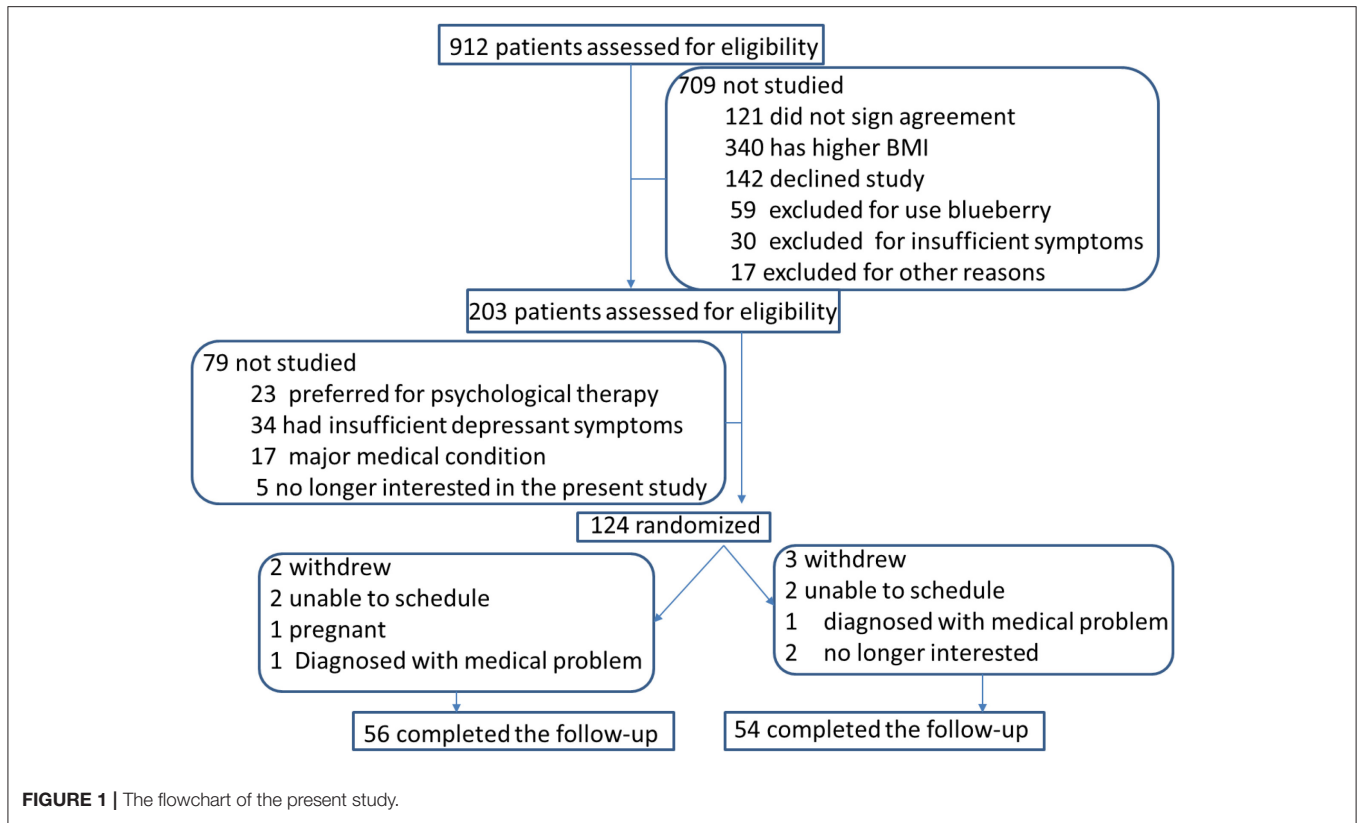 912 patients assessed for eligibility
709 not studied
121 did not sign agreement
340 has higher BMI
142 declined study
59 excluded for use blueberry
30 excluded for insufficient symptoms
17 excluded for other reasons
203 patients assessed for eligibility
79 not studied
23 preferred for psychological therapy
34 had insufficient depressant symptoms
17 major medical condition
5 no longer interested in the present study
124 randomized
2 withdrew
2 unable to schedule
1 pregnant
1 Diagnosed with medical problem
3 withdrew
2 unable to schedule
1 diagnosed with medical problem
2 no longer interested
56 completed the follow-up
54 completed the follow-up
FIGURE 1 | The flowchart of the present study.